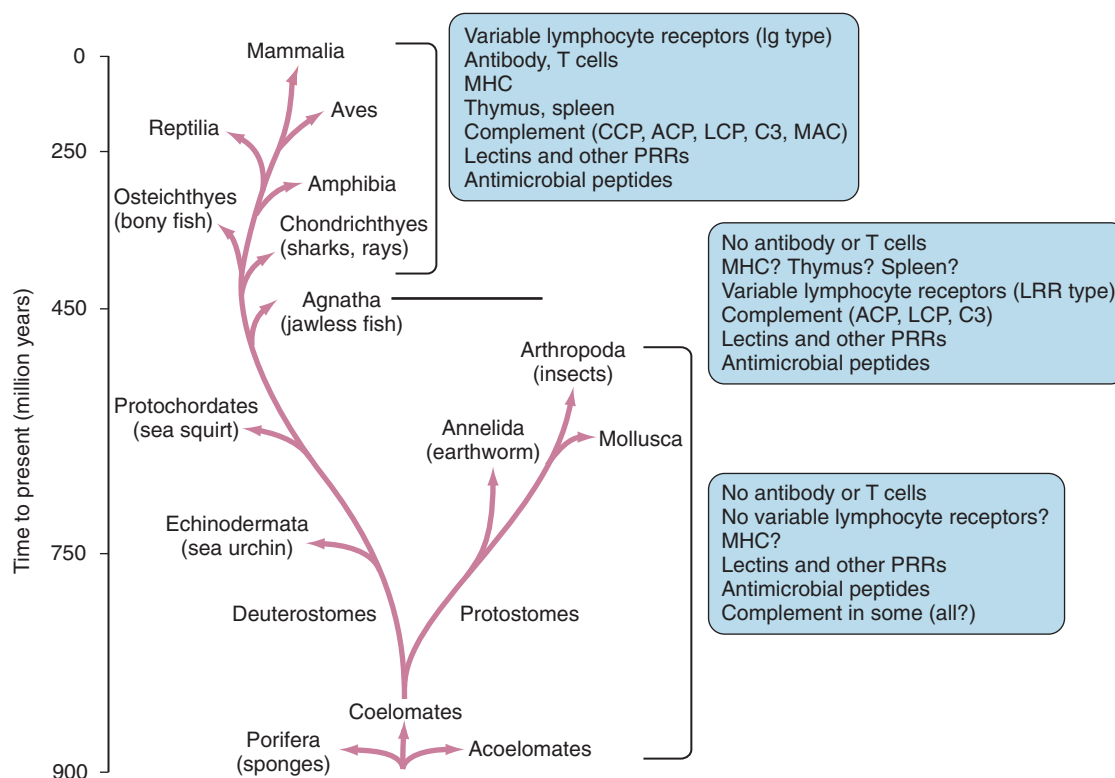 Time to present (million years)
0
250
450
750
900
Mammalia
Aves
Reptilia
Amphibia
Osteichthyes
(bony fish)
Chondrichthyes
(sharks, rays)
Agnatha
(jawless fish)
Protochordates
(sea squirt)
Echinodermata
(sea urchin)
Arthropoda
(insects)
Annelida
(earthworm)
Mollusca
Deuterostomes
Protostomes
Coelomates
Porifera
(sponges)
Acoelomates
Variable lymphocyte receptors (Ig type)
Antibody, T cells
MHC
Thymus, spleen
Complement (CCP, ACP, LCP, C3, MAC)
Lectins and other PRRs
Antimicrobial peptides
No antibody or T cells
MHC? Thymus? Spleen?
Variable lymphocyte receptors (LRR type)
Complement (ACP, LCP, C3)
Lectins and other PRRs
Antimicrobial peptides
No antibody or T cells
No variable lymphocyte receptors?
MHC?
Lectins and other PRRs
Antimicrobial peptides
Complement in some (all?)